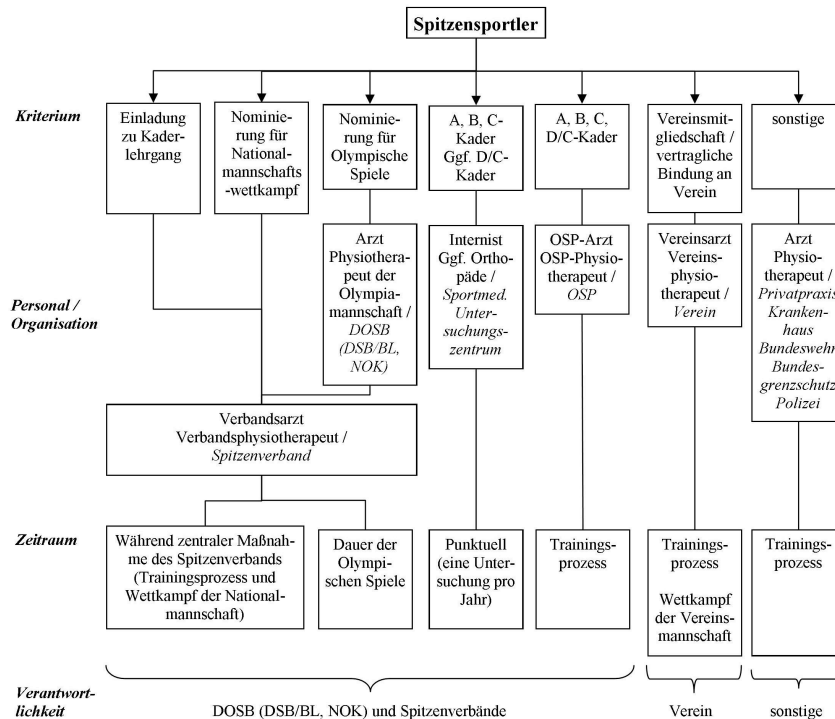 Spitzensportler
Kriterium
Einladung
zu Kader-
lehrgang
Nominie-
rung für
National-
mannschafts
-wettkampf
Nominie-
rung für
Olympische
Spiele
A, B, C-
Kader
Ggf. D/C-
Kader
A, B, C,
D/C-Kader
Vereinsmit-
gliedschaft /
vertragliche
Bindung an
Verein
sonstige
Personal /
Organisation
Arzt
Physiothera-
peut der
Olympia-
mannschaft /
DOSB
(DSB/BL,
NOK)
Internist
Ggf. Ortho-
päde /
Sportmed.
Unter-
suchungs-
zentrum
OSP-Arzt
OSP-Physio-
therapeut /
OSP
Vereinsarzt
Vereins-
physio-
therapeut /
Verein
Arzt
Physio-
therapeut /
Privatpraxis
Kranken-
haus
Bundeswehr
Bundes-
grenzschutz
Polizei
Verbandsarzt
Verbandsphysiotherapeut /
Spitzenverband
Zeitraum
Während zentraler Maßnah-
me des Spitzenverbands
(Trainingsprozess und
Wettkampf der National-
mannschaft)
Dauer der
Olympi-
schen Spiele
Punktuell
(eine Unter-
suchung pro
Jahr)
Trainings-
prozess
Trainings-
prozess
Wettkampf
der Vereins-
mannschaft
Trainings-
prozess
Verantwort-
lichkeit
DOSB (DSB/BL, NOK) und Spitzenverbände
Verein
sonstige